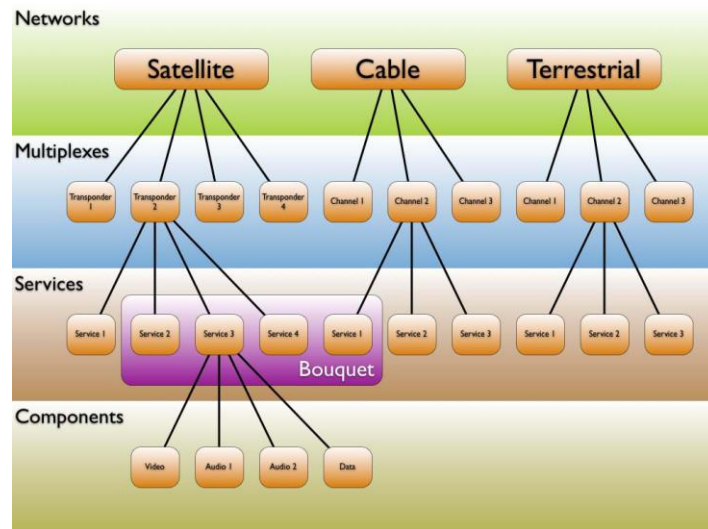 Networks
Satellite
Cable
Terrestrial
Multiplexes
Transponder
1
Transponder
2
Transponder
3
Transponder
4
Channel 1
Channel 2
Channel 3
Channel 1
Channel 2
Channel 3
Services
Service 1
Service 2
Service 3
Service 4
Service 1
Service 2
Service 3
Service 1
Service 2
Service 3
Bouquet
Components
Video
Audio 1
Audio 2
Data